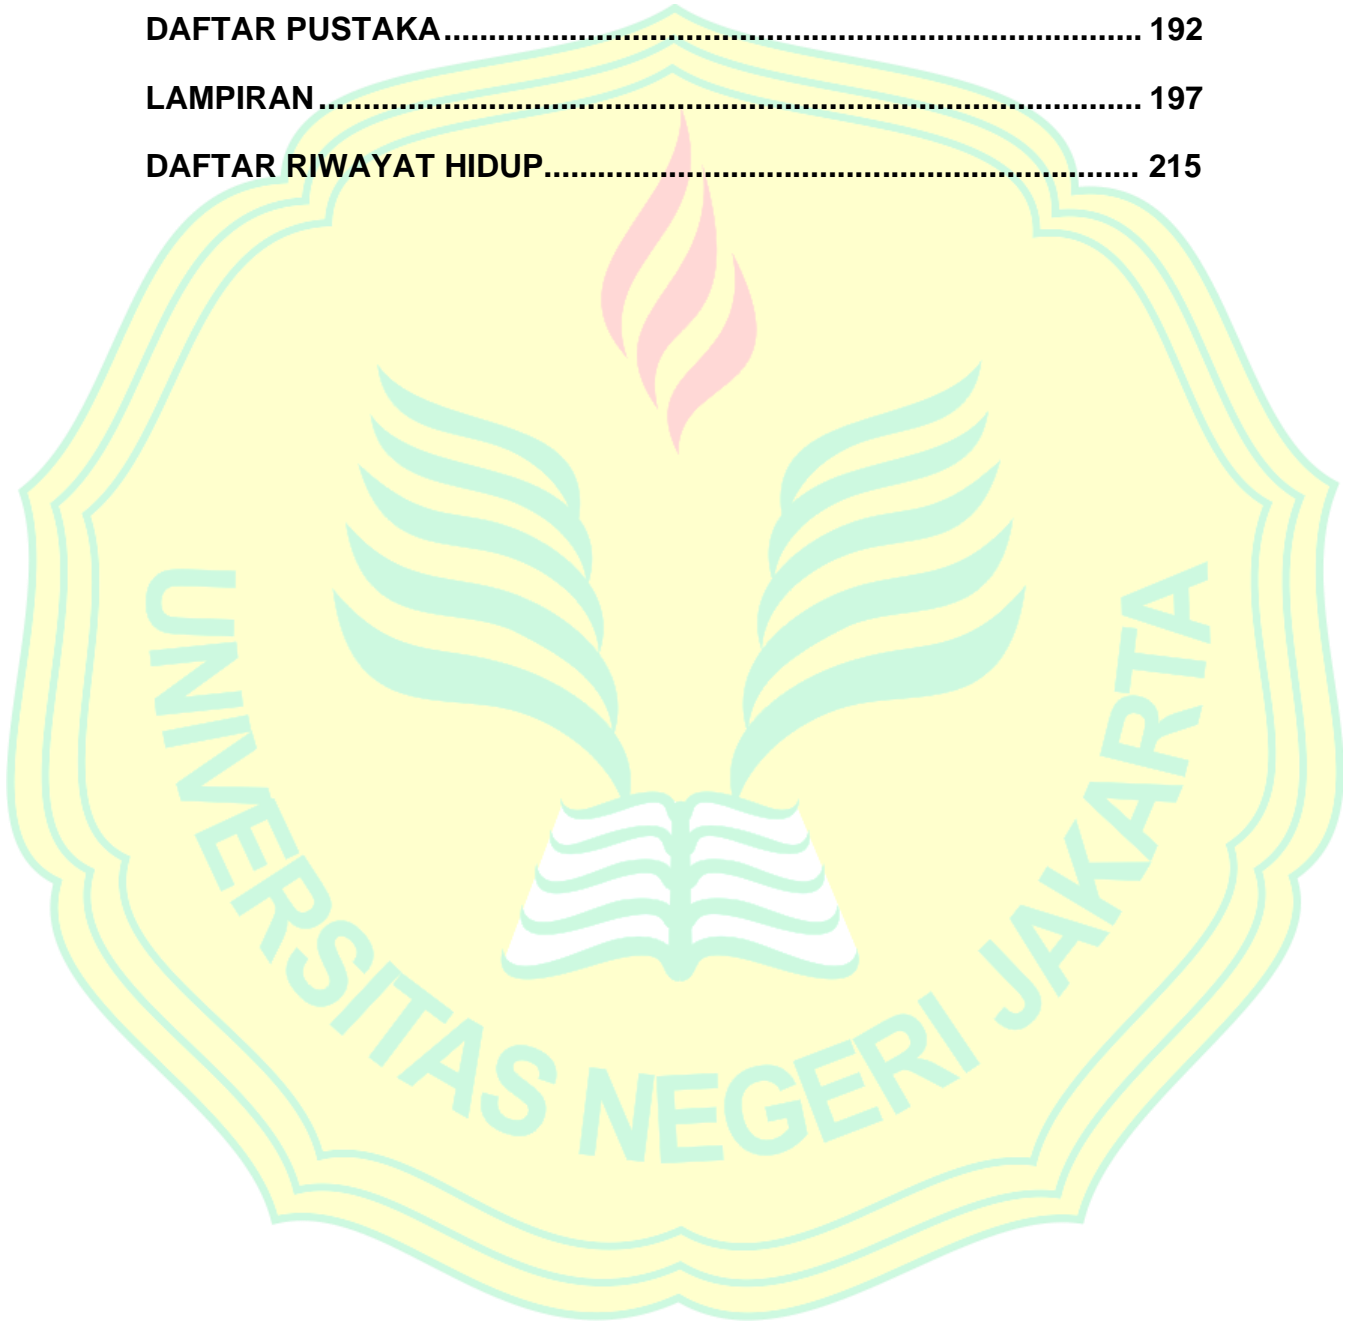 DAFTAR PUSTAKA.............................................................................. 192
LAMPIRAN............................................................................................ 197
DAFTAR RIWAYAT HIDUP.................................................................. 215
UNIVERSITAS NEGERI JAKARTA